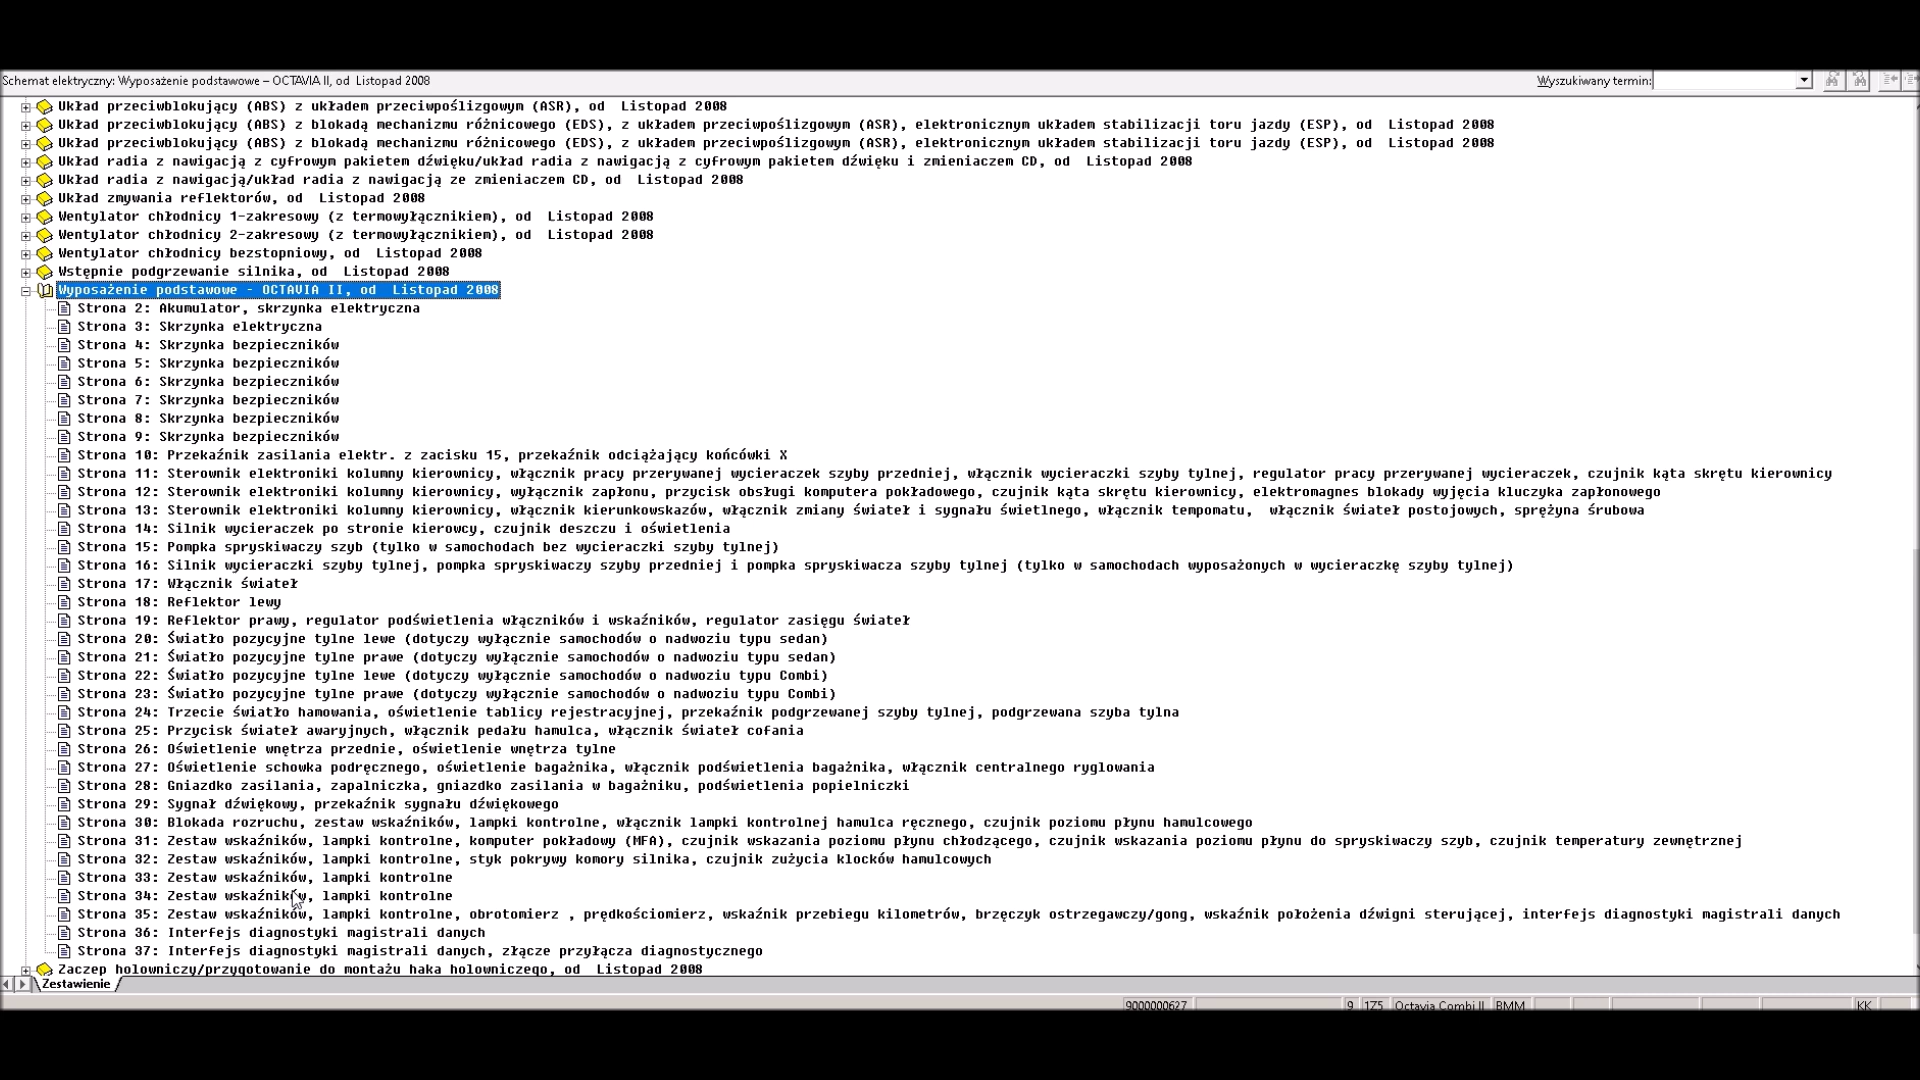 Schemat elektryczny: Wyposażenie podstawowe – OCTAVIA II, od Listopad 2008
Wyszukiwany termin:
Układ przeciwblokujący (ABS) z układem przeciwpoślizgowym (ASR), od Listopad 2008
Układ przeciwblokujący (ABS) z blokadą mechanizmu różnicowego (EDS), z układem przeciwpoślizgowym (ASR), elektronicznym układem stabilizacji toru jazdy (ESP), od Listopad 2008
Układ przeciwblokujący (ABS) z blokadą mechanizmu różnicowego (EDS), z układem przeciwpoślizgowym (ASR), elektronicznym układem stabilizacji toru jazdy (ESP), od Listopad 2008
Układ radia z nawigacją z cyfrowym pakietem dźwięku/układ radia z nawigacją z cyfrowym pakietem dźwięku i zmieniaczem CD, od Listopad 2008
Układ radia z nawigacją/układ radia z nawigacją ze zmieniaczem CD, od Listopad 2008
Układ zmywania reflektorów, od Listopad 2008
Wentylator chłodnicy 1-zakresowy (z termowyłącznikiem), od Listopad 2008
Wentylator chłodnicy 2-zakresowy (z termowyłącznikiem), od Listopad 2008
Wentylator chłodnicy bezstopniowy, od Listopad 2008
Wstępnie podgrzewanie silnika, od Listopad 2008
Wyposażenie podstawowe - OCTAVIA II, od Listopad 2008
Strona 2: Akumulator, skrzynka elektryczna
Strona 3: Skrzynka elektryczna
Strona 4: Skrzynka bezpieczników
Strona 5: Skrzynka bezpieczników
Strona 6: Skrzynka bezpieczników
Strona 7: Skrzynka bezpieczników
Strona 8: Skrzynka bezpieczników
Strona 9: Skrzynka bezpieczników
Strona 10: Przekaźnik zasilania elektr. z zacisku 15, przekaźnik odciążający końcówki X
Strona 11: Sterownik elektroniki kolumny kierownicy, włącznik pracy przerywanej wycieraczek szyby przedniej, włącznik wycieraczki szyby tylnej, regulator pracy przerywanej wycieraczek, czujnik kąta skrętu kierownicy
Strona 12: Sterownik elektroniki kolumny kierownicy, wyłącznik zapłonu, przycisk obsługi komputera pokładowego, czujnik kąta skrętu kierownicy, elektromagnes blokady wyjęcia kluczyka zapłonowego
Strona 13: Sterownik elektroniki kolumny kierownicy, włącznik kierunkowskazów, włącznik zmiany świateł i sygnału świetlnego, włącznik tempomatu, włącznik świateł postojowych, sprężyna śrubowa
Strona 14: Silnik wycieraczek po stronie kierowcy, czujnik deszczu i oświetlenia
Strona 15: Pompka spryskiwaczy szyb (tylko w samochodach bez wycieraczki szyby tylnej)
Strona 16: Silnik wycieraczki szyby tylnej, pompka spryskiwaczy szyby przedniej i pompka spryskiwacza szyby tylnej (tylko w samochodach wyposażonych w wycieraczkę szyby tylnej)
Strona 17: Włącznik świateł
Strona 18: Reflektor lewy
Strona 19: Reflektor prawy, regulator podświetlenia włączników i wskaźników, regulator zasięgu świateł
Strona 20: Światło pozycyjne tylne lewe (dotyczy wyłącznie samochodów o nadwoziu typu sedan)
Strona 21: Światło pozycyjne tylne prawe (dotyczy wyłącznie samochodów o nadwoziu typu sedan)
Strona 22: Światło pozycyjne tylne lewe (dotyczy wyłącznie samochodów o nadwoziu typu Combi)
Strona 23: Światło pozycyjne tylne prawe (dotyczy wyłącznie samochodów o nadwoziu typu Combi)
Strona 24: Trzecie światło hamowania, oświetlenie tablicy rejestracyjnej, przekaźnik podgrzewanej szyby tylnej, podgrzewana szyba tylna
Strona 25: Przycisk świateł awaryjnych, włącznik pedału hamulca, włącznik świateł cofania
Strona 26: Oświetlenie wnętrza przednie, oświetlenie wnętrza tylne
Strona 27: Oświetlenie schowka podręcznego, oświetlenie bagażnika, włącznik podświetlenia bagażnika, włącznik centralnego ryglowania
Strona 28: Gniazdko zasilania, zapalniczka, gniazdko zasilania w bagażniku, podświetlenia popielniczki
Strona 29: Sygnał dźwiękowy, przekaźnik sygnału dźwiękowego
Strona 30: Blokada rozruchu, zestaw wskaźników, lampki kontrolne, włącznik lampki kontrolnej hamulca ręcznego, czujnik poziomu płynu hamulcowego
Strona 31: Zestaw wskaźników, lampki kontrolne, komputer pokładowy (MFA), czujnik wskazania poziomu płynu chłodzącego, czujnik wskazania poziomu płynu do spryskiwaczy szyb, czujnik temperatury zewnętrznej
Strona 32: Zestaw wskaźników, lampki kontrolne, styk pokrywy komory silnika, czujnik zużycia klocków hamulcowych
Strona 33: Zestaw wskaźników, lampki kontrolne
Strona 34: Zestaw wskaźników, lampki kontrolne
Strona 35: Zestaw wskaźników, lampki kontrolne, obrotomierz , prędkościomierz, wskaźnik przebiegu kilometrów, brzęczyk ostrzegawczy/gong, wskaźnik położenia dźwigni sterującej, interfejs diagnostyki magistrali danych
Strona 36: Interfejs diagnostyki magistrali danych
Strona 37: Interfejs diagnostyki magistrali danych, złącze przyłącza diagnostycznego
Zaczep holowniczy/przygotowanie do montażu haka holowniczego, od Listopad 2008
Zestawienie
9000000627 9 1Z5 Octavia Combi II BMM KK